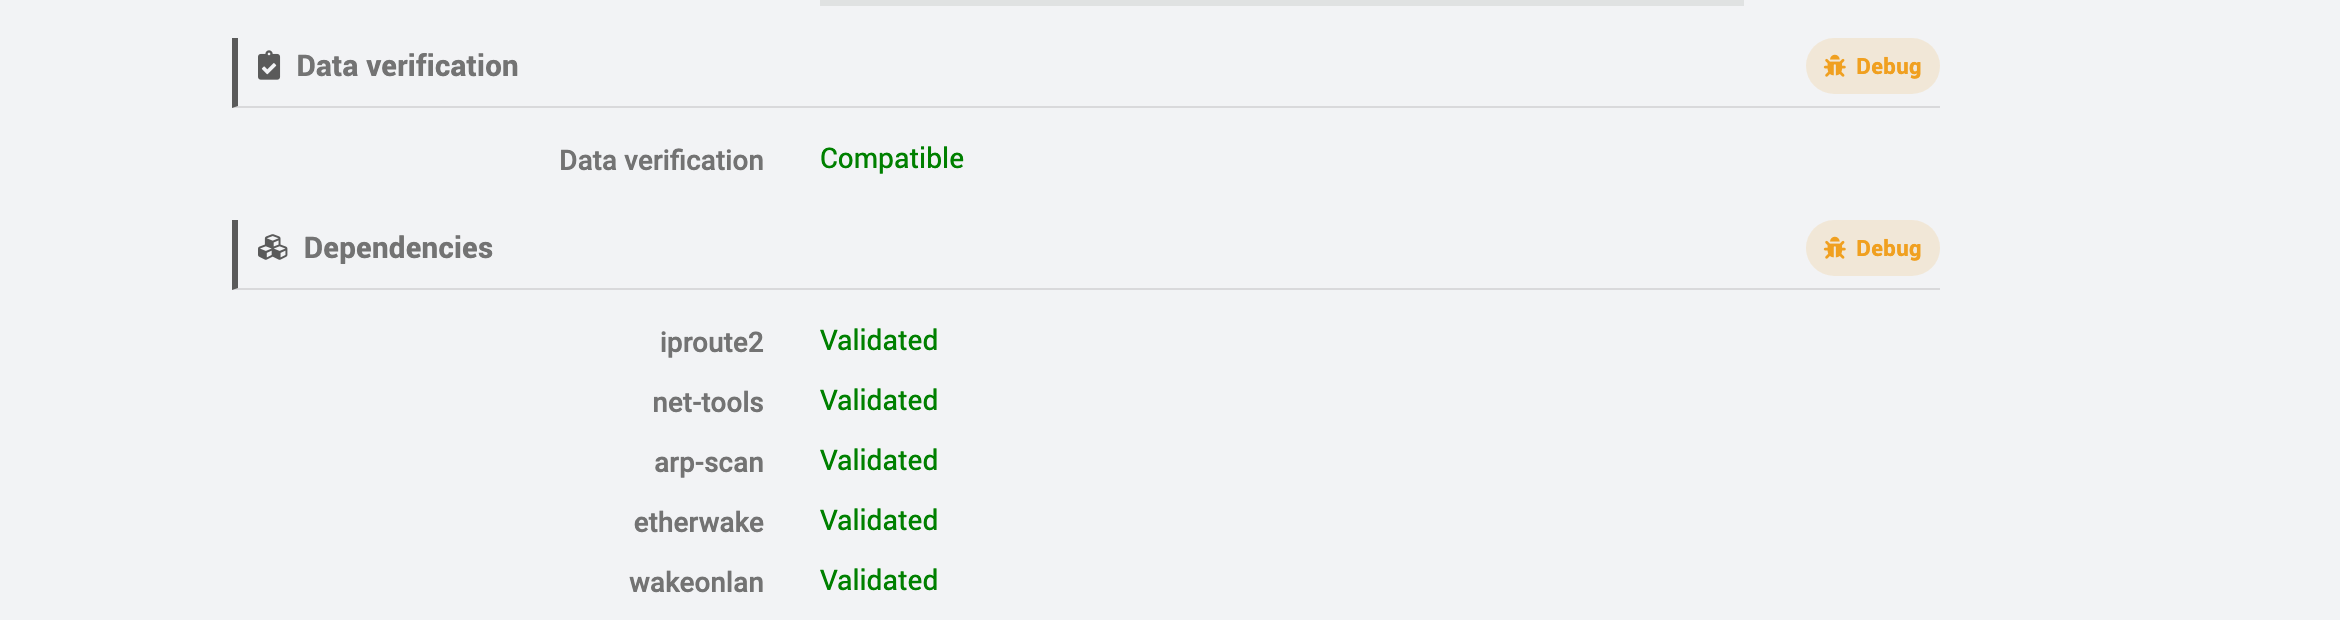 Data verification
Debug
Data verification Compatible
Dependencies
Debug
iproute2 Validated
net-tools Validated
arp-scan Validated
etherwake Validated
wakeonlan Validated